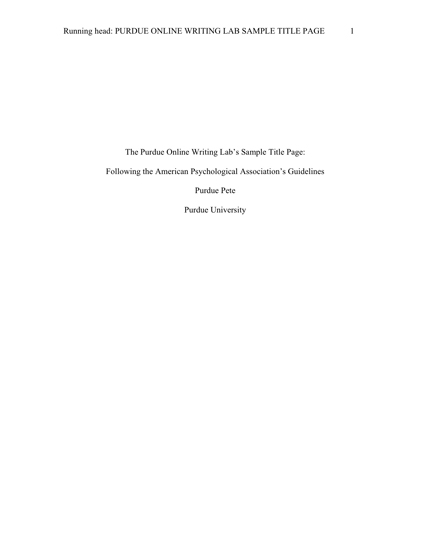 Running head: PURDUE ONLINE WRITING LAB SAMPLE TITLE PAGE 1
The Purdue Online Writing Lab's Sample Title Page:
Following the American Psychological Association's Guidelines
Purdue Pete
Purdue University